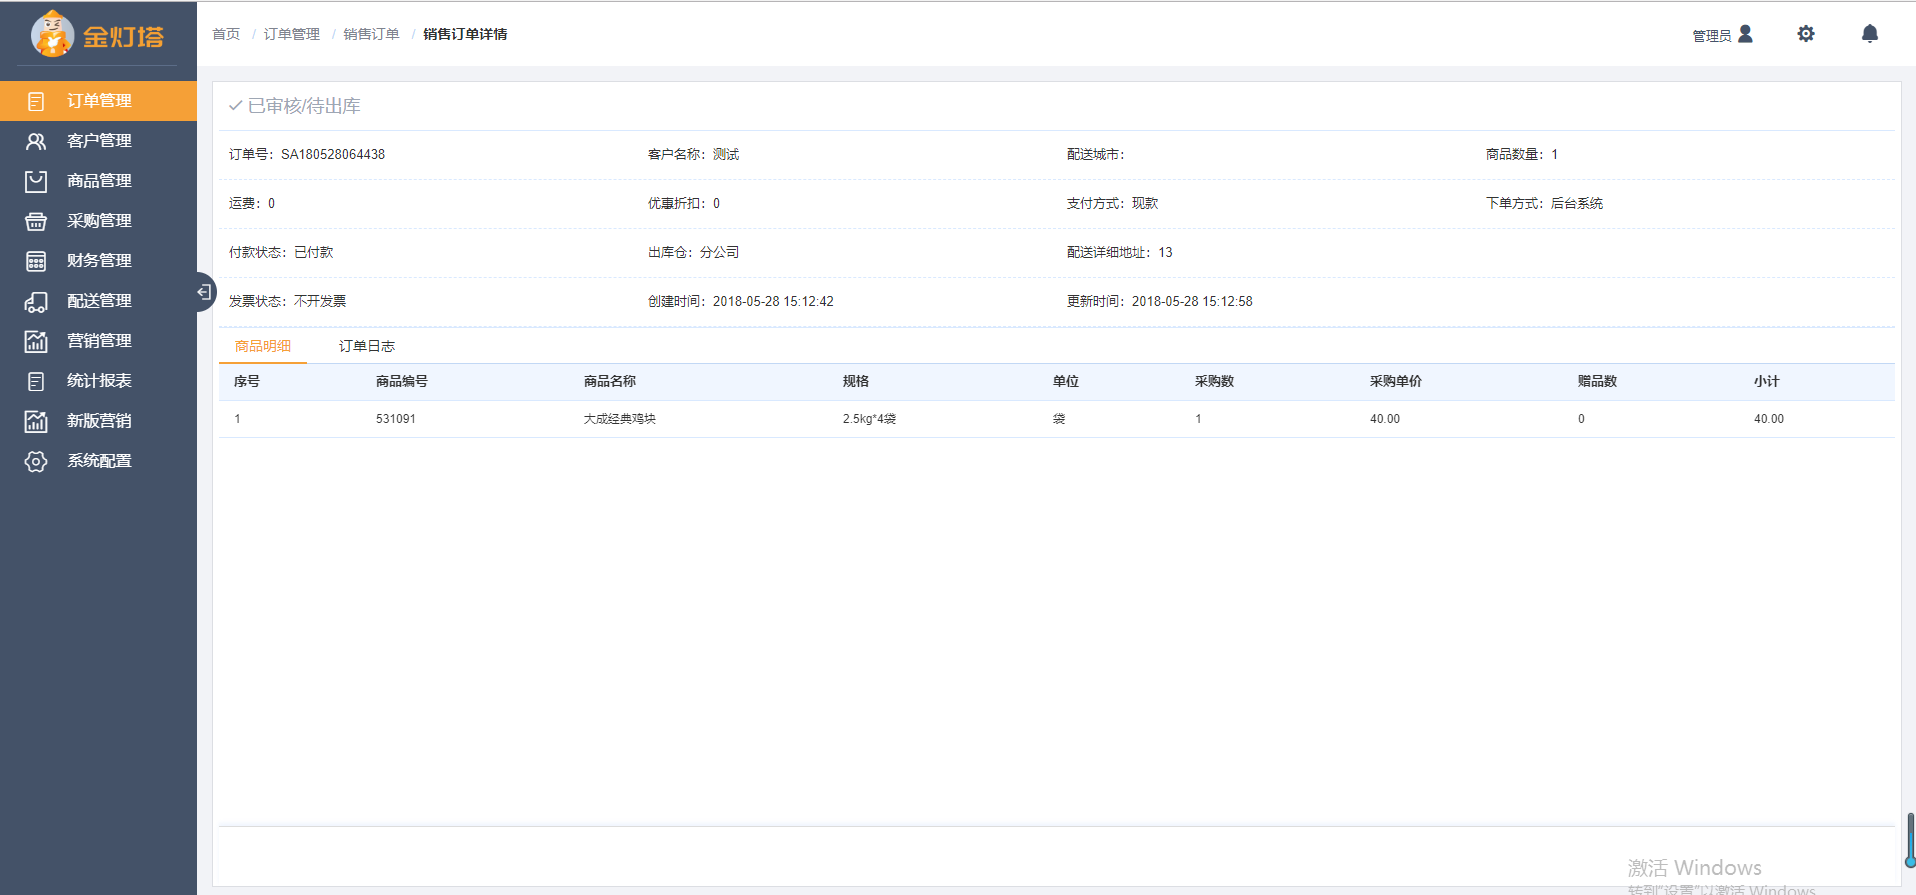 金灯塔
首页 / 订单管理 / 销售订单 / 销售订单详情
管理员
订单管理
客户管理
商品管理
采购管理
财务管理
配送管理
营销管理
统计报表
新版营销
系统配置
已审核/待出库
订单号：SA180528064438 客户名称：测试 配送城市： 商品数量：1
运费：0 优惠折扣：0 支付方式：现款 下单方式：后台系统
付款状态：已付款 出库仓：分公司 配送详细地址：13
发票状态：不开发票 创建时间：2018-05-28 15:12:42 更新时间：2018-05-28 15:12:58
商品明细 订单日志
序号 商品编号 商品名称 规格 单位 采购数 采购单价 赠品数 小计
1 531091 大成经典鸡块 2.5kg*4袋 袋 1 40.00 0 40.00
激活 Windows
转到"设置"以激活 Windows